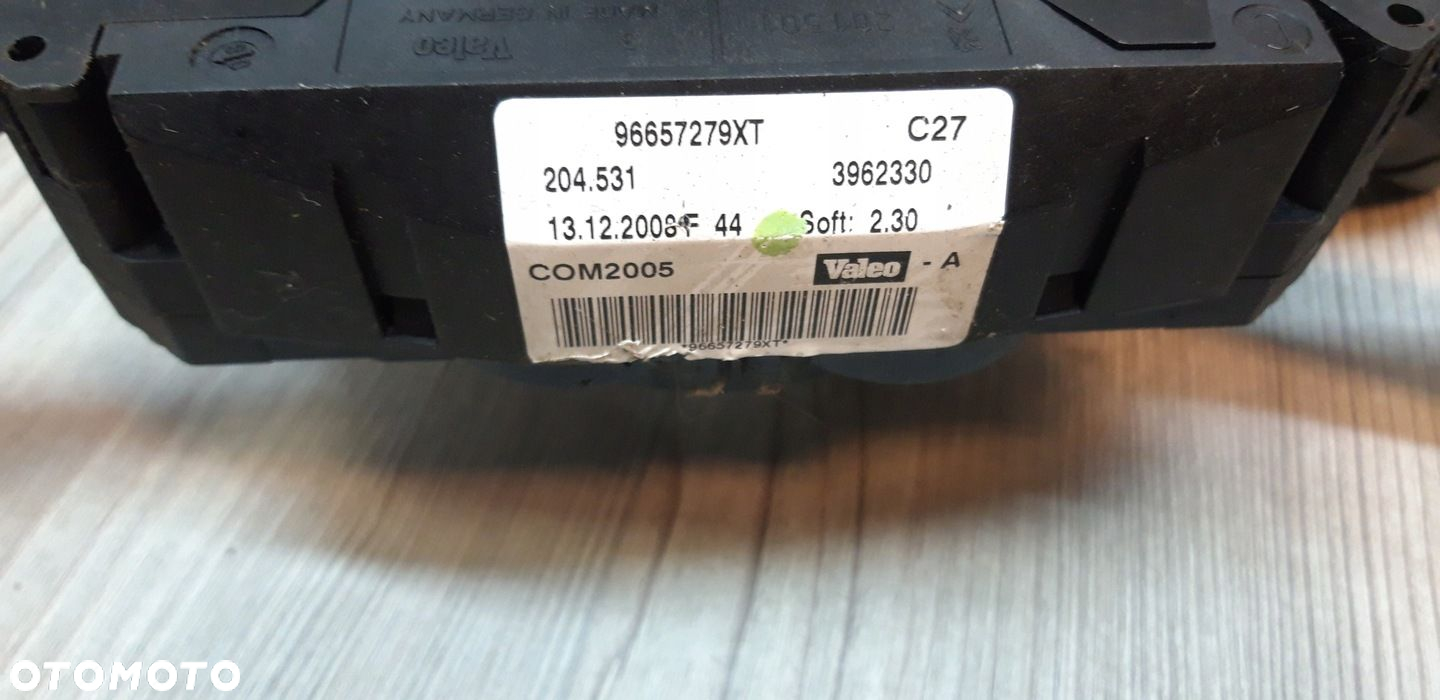 MADE IN GERMANY
Valeo
201501
96657279XT C27
204.531 3962330
13.12.2008 F 44 Soft: 2.30
COM2005 Valeo - A
*96657279XT*
OTOMOTO